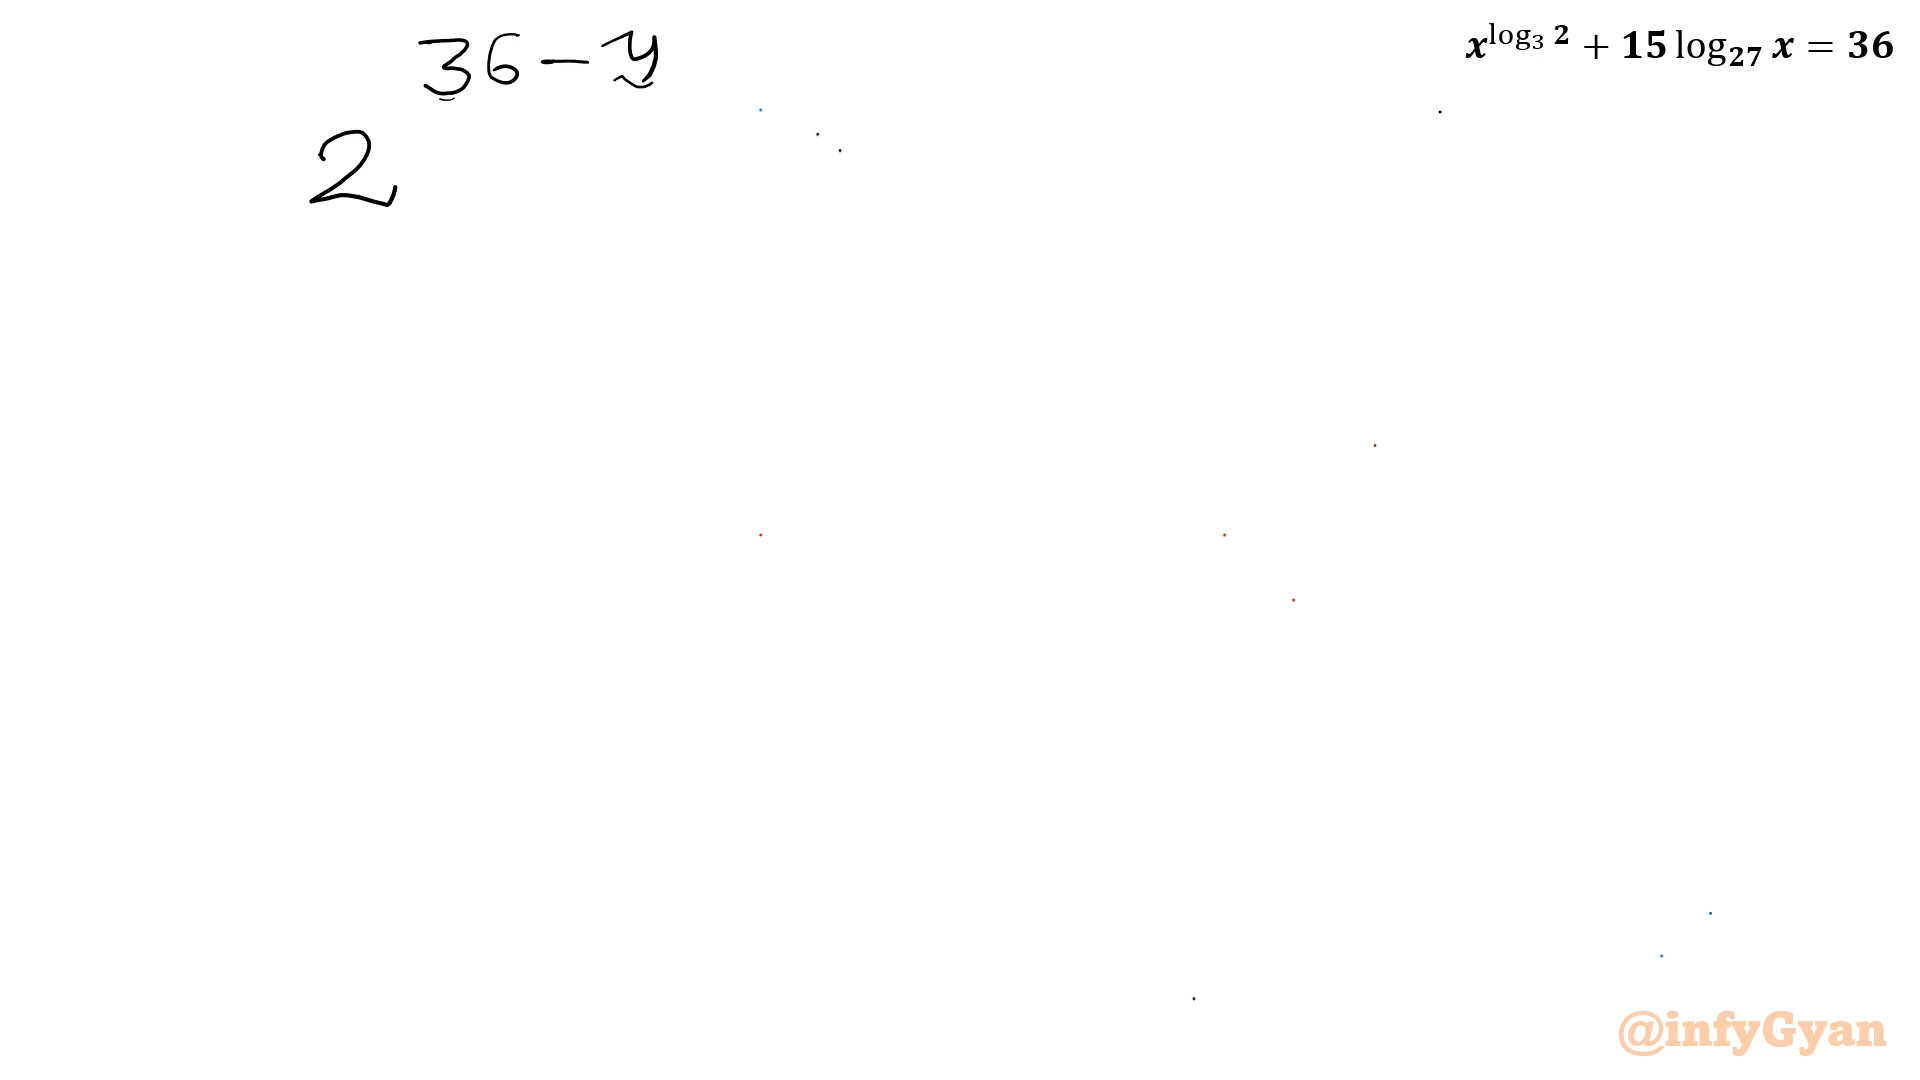 x^{log_3 2} + 15 log_{27} x = 36
2^{36-y}
@infyGyan